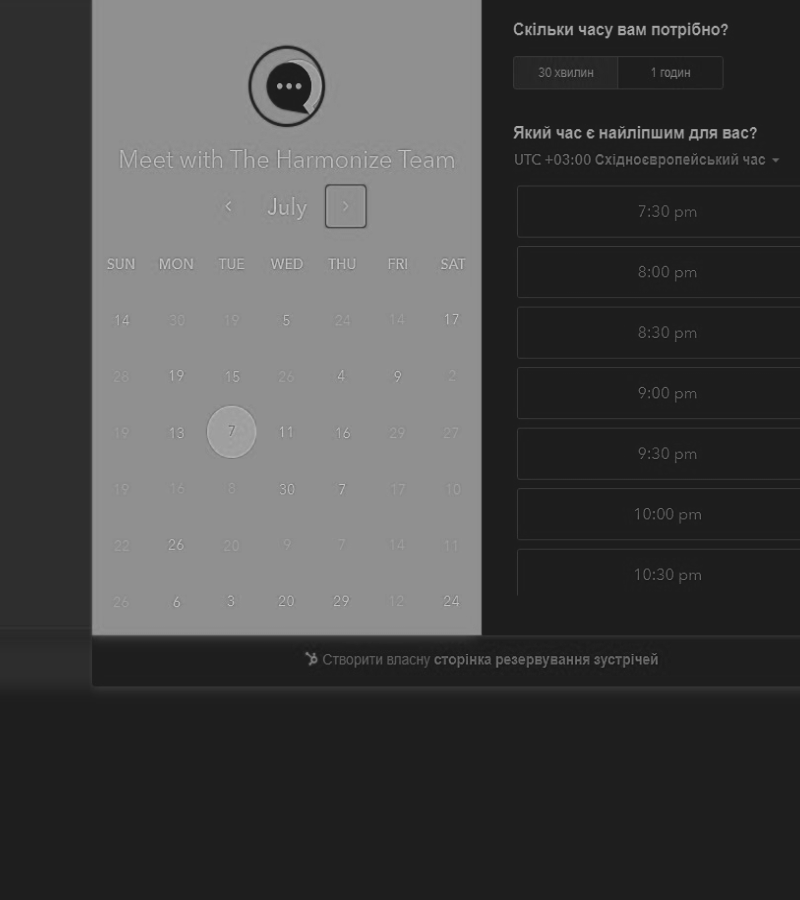 Meet with The Harmonize Team
July
SUN MON TUE WED THU FRI SAT
14 30 19 5 24 14 17
28 19 15 26 4 9 2
19 13 7 11 16 29 27
19 16 8 30 7 17 10
22 26 20 9 7 14 11
26 6 3 20 29 12 24
Скільки часу вам потрібно?
30 хвилин 1 годин
Який час є найліпшим для вас?
UTC +03:00 Східноєвропейський час
7:30 pm
8:00 pm
8:30 pm
9:00 pm
9:30 pm
10:00 pm
10:30 pm
Створити власну сторінка резервування зустрічей